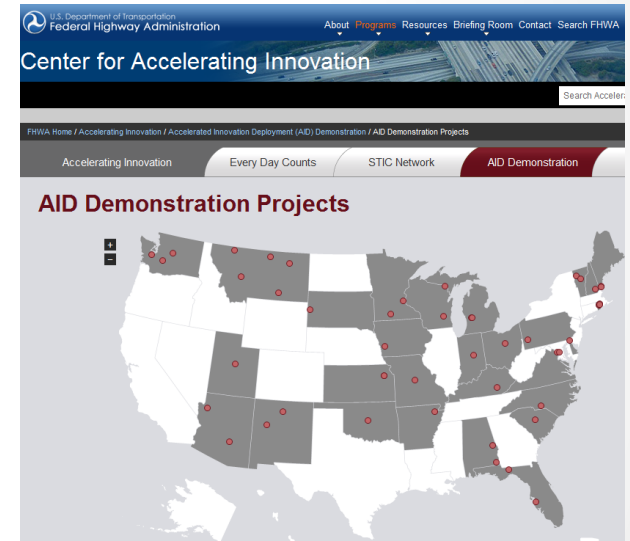 U.S. Department of Transportation
Federal Highway Administration
About Programs Resources Briefing Room Contact Search FHWA
Center for Accelerating Innovation
Search Acceler
FHWA Home / Accelerating Innovation / Accelerated Innovation Deployment (AID) Demonstration / AID Demonstration Projects
Accelerating Innovation Every Day Counts STIC Network AID Demonstration
AID Demonstration Projects
+
−